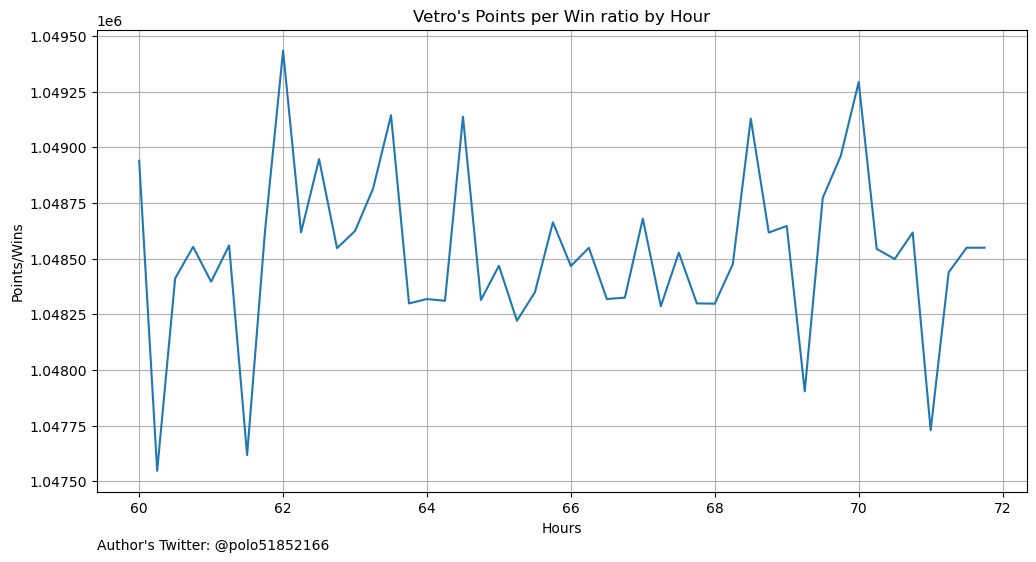 Vetro's Points per Win ratio by Hour
1e6
1.04950
1.04925
1.04900
1.04875
1.04850
1.04825
1.04800
1.04775
1.04750
Points/Wins
60 62 64 66 68 70 72
Hours
Author's Twitter: @polo51852166